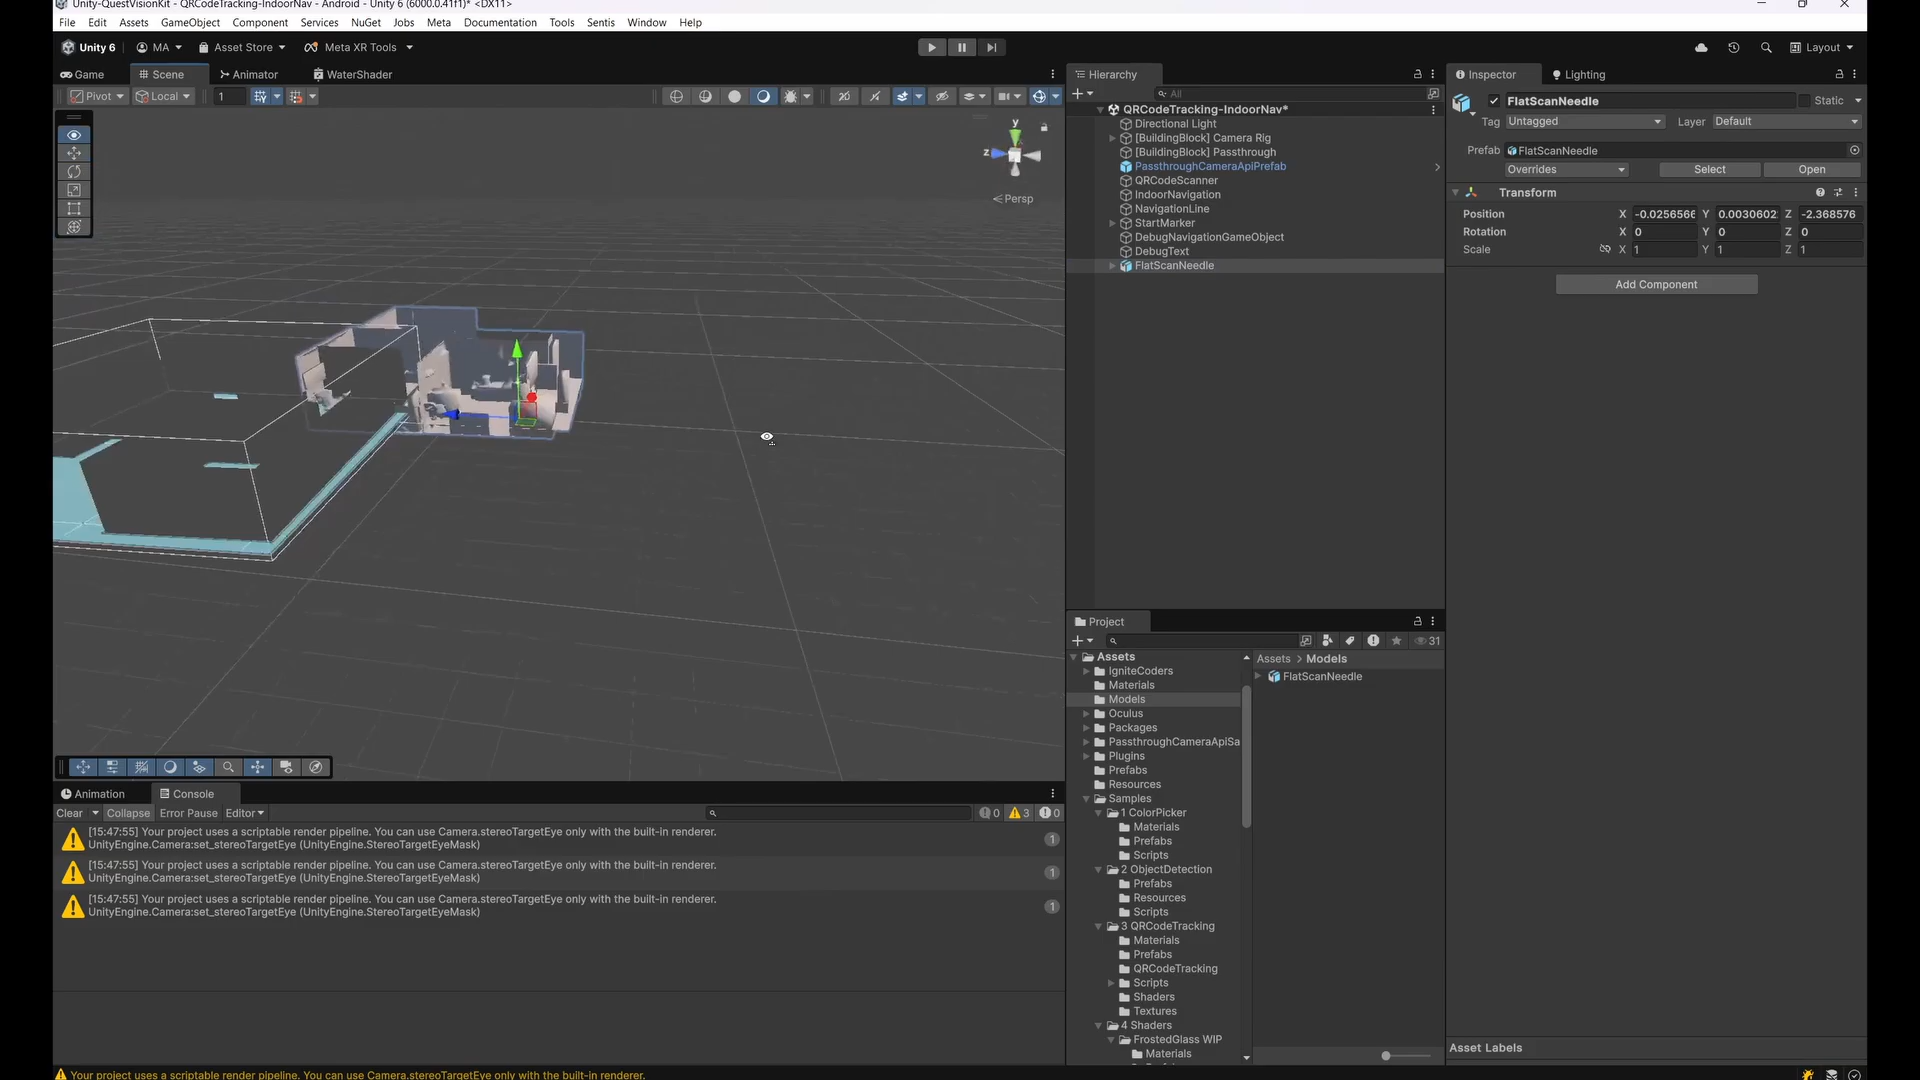 Unity-QuestVisionKit - QRCodeTracking-IndoorNav - Android - Unity 6 (6000.0.41f1)* <DX11>
File Edit Assets GameObject Component Services NuGet Jobs Meta Documentation Tools Sentis Window Help
Unity 6 MA Asset Store Meta XR Tools Layout
Game Scene Animator WaterShader
Pivot Local 1
y
z
Persp
Hierarchy
All
QRCodeTracking-IndoorNav*
Directional Light
[BuildingBlock] Camera Rig
[BuildingBlock] Passthrough
PassthroughCameraApiPrefab
QRCodeScanner
IndoorNavigation
NavigationLine
StartMarker
DebugNavigationGameObject
DebugText
FlatScanNeedle
Inspector Lighting
FlatScanNeedle Static
Tag Untagged Layer Default
Prefab FlatScanNeedle
Overrides Select Open
Transform
Position X -0.0256566 Y 0.0030602 Z -2.368576
Rotation X 0 Y 0 Z 0
Scale X 1 Y 1 Z 1
Add Component
Project
31
Assets
IgniteCoders
Materials
Models
Oculus
Packages
PassthroughCameraApiSa
Plugins
Prefabs
Resources
Samples
1 ColorPicker
Materials
Prefabs
Scripts
2 ObjectDetection
Prefabs
Resources
Scripts
3 QRCodeTracking
Materials
Prefabs
QRCodeTracking
Scripts
Shaders
Textures
4 Shaders
FrostedGlass WIP
Materials
Assets > Models
FlatScanNeedle
Asset Labels
Animation Console
Clear Collapse Error Pause Editor 0 3 0
[15:47:55] Your project uses a scriptable render pipeline. You can use Camera.stereoTargetEye only with the built-in renderer.
UnityEngine.Camera:set_stereoTargetEye (UnityEngine.StereoTargetEyeMask)
1
[15:47:55] Your project uses a scriptable render pipeline. You can use Camera.stereoTargetEye only with the built-in renderer.
UnityEngine.Camera:set_stereoTargetEye (UnityEngine.StereoTargetEyeMask)
1
[15:47:55] Your project uses a scriptable render pipeline. You can use Camera.stereoTargetEye only with the built-in renderer.
UnityEngine.Camera:set_stereoTargetEye (UnityEngine.StereoTargetEyeMask)
1
Your project uses a scriptable render pipeline. You can use Camera.stereoTargetEye only with the built-in renderer.